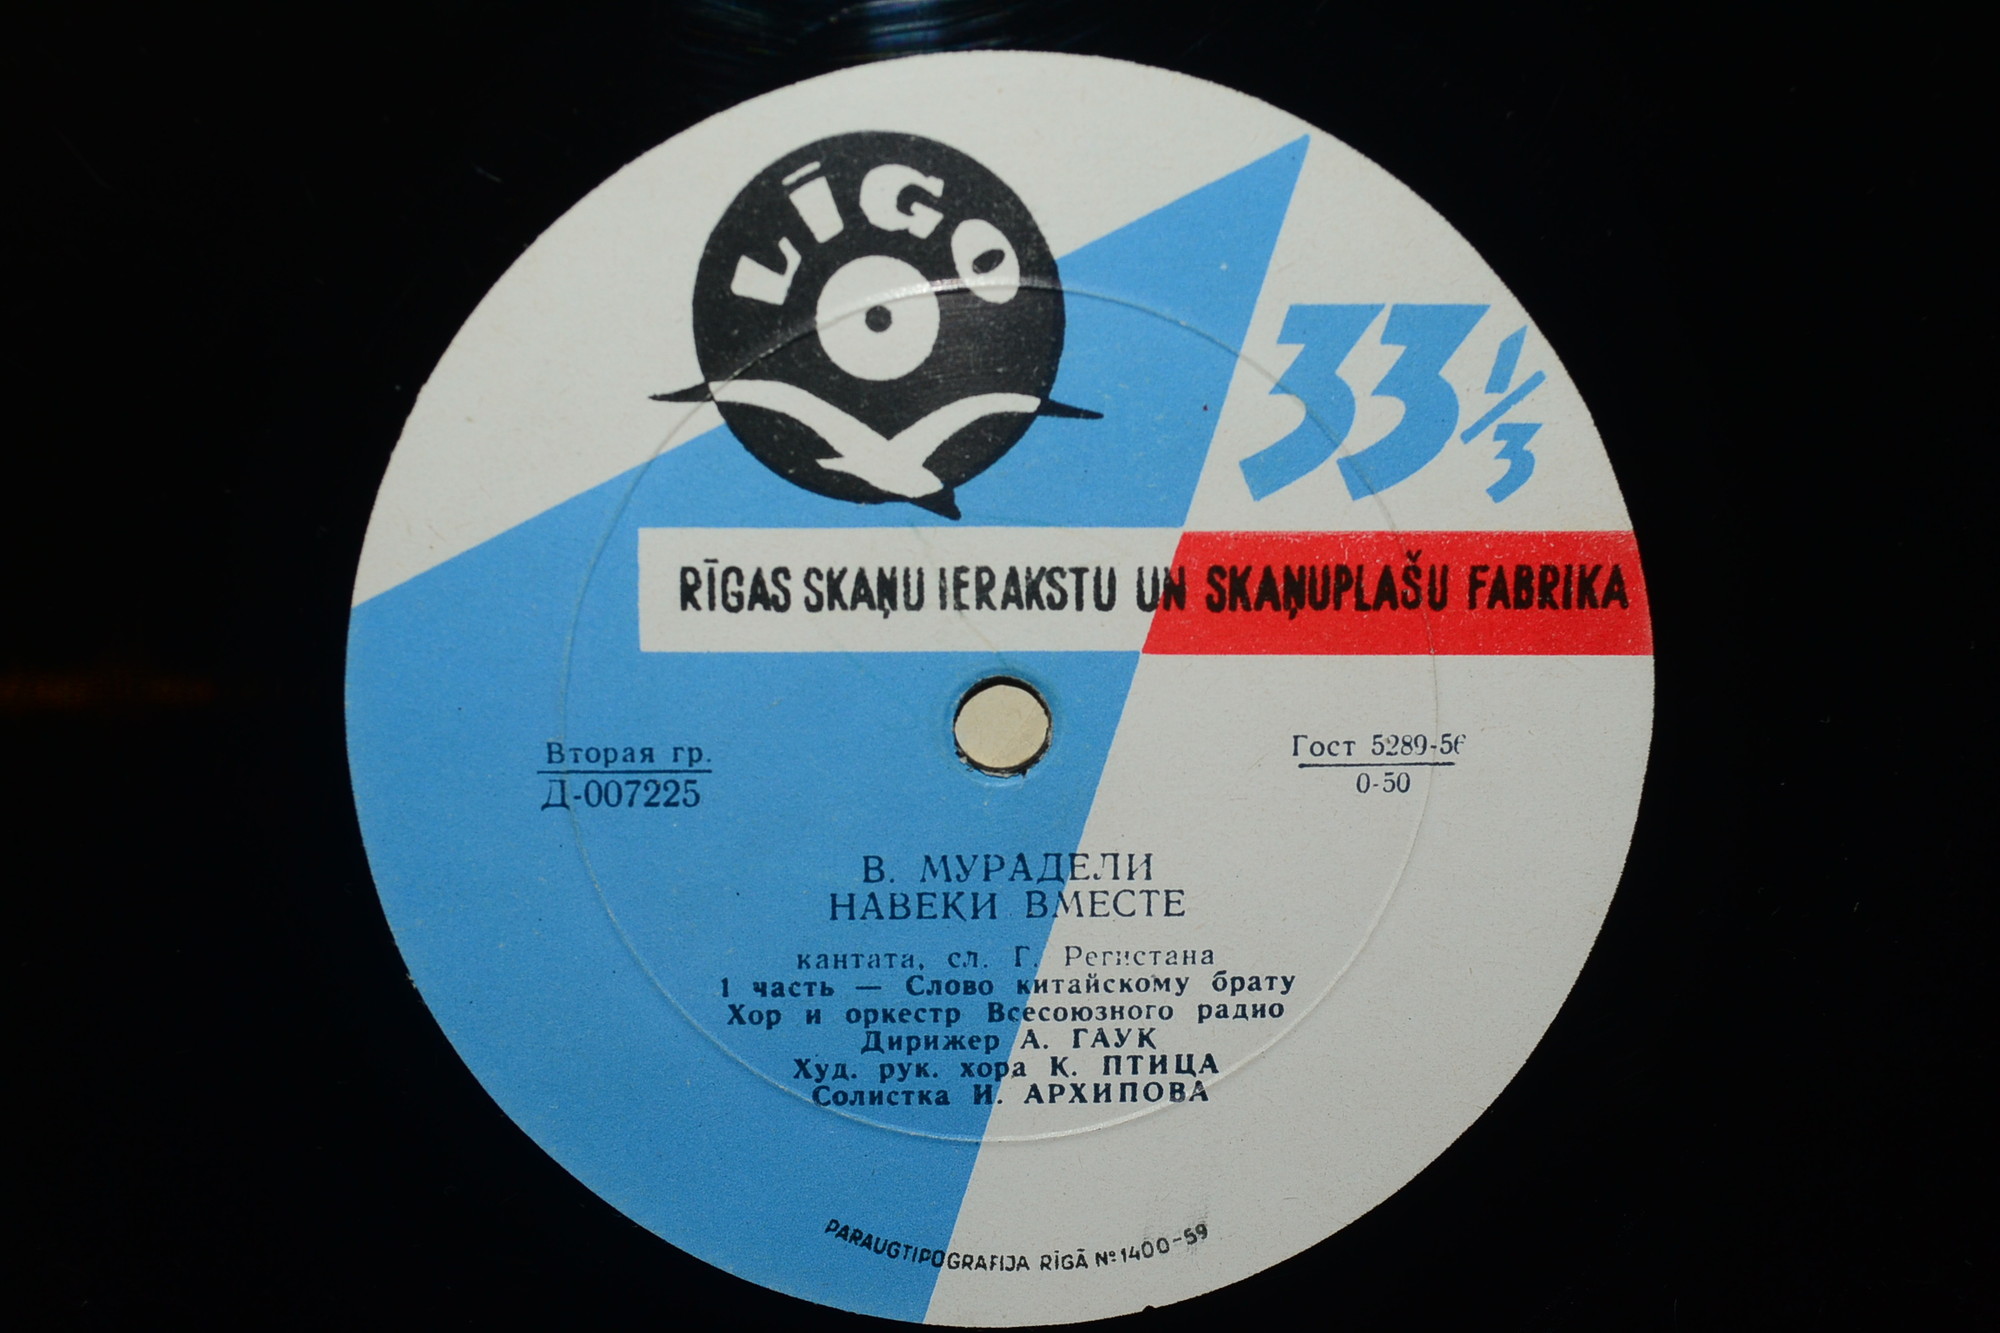 LĪGO
33 1/3
RĪGAS SKAŅU IERAKSTU UN SKAŅUPLAŠU FABRIKA
Вторая гр.
Д-007225
Гост 5289-56
0-50
В. МУРАДЕЛИ
НАВЕКИ ВМЕСТЕ
кантата, сл. Г. Регистана
1 часть — Слово китайскому брату
Хор и оркестр Всесоюзного радио
Дирижер А. ГАУК
Худ. рук. хора К. ПТИЦА
Солистка И. АРХИПОВА
PARAUGTIPOGRAFIJA RĪGĀ №1400-59